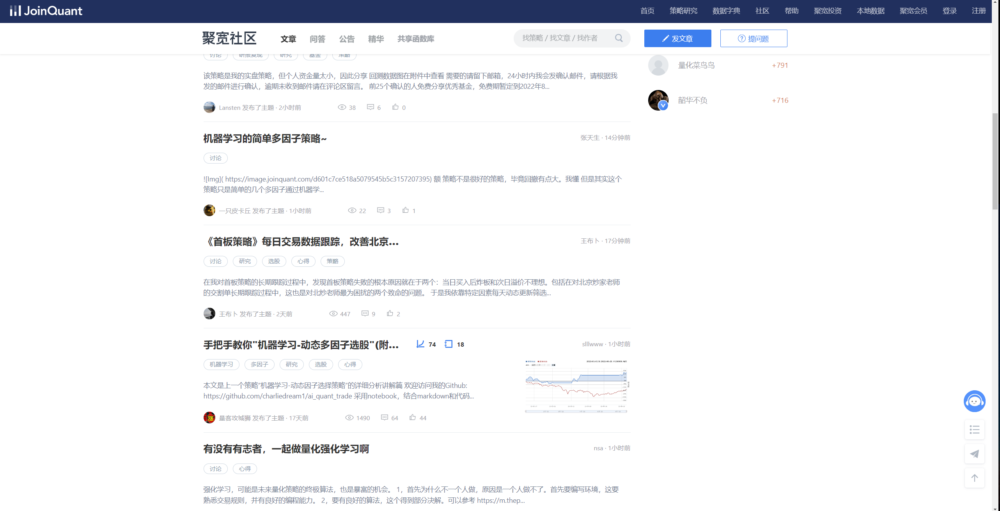 JoinQuant
首页 策略研究 数据字典 社区 帮助 聚宽投资 本地数据 聚宽会员 登录 注册
聚宽社区 文章 问答 公告 精华 共享函数库 找策略 / 找文章 / 找作者 发文章 提问题
讨论 研报复现 研究 基金 策略
量化菜鸟鸟 +791
该策略是我的实盘策略，但个人资金量太小，因此分享 回测数据图在附件中查看 需要的请留下邮箱，24小时内我会发确认邮件，请根据我
发的邮件进行确认，逾期未收到邮件请在评论区留言。 前25个确认的人免费分享优秀基金，免费期暂定到2022年8...
韶华不负 +716
Lansten 发布了主题 · 2小时前 38 6 0
机器学习的简单多因子策略~ 张天生 · 14分钟前
讨论
![Img]( https://image.joinquant.com/d601c7ce518a5079545b5c3157207395) 额 策略不是很好的策略，毕竟回撤有点大。我懂 但是其实这个
策略只是简单的几个多因子通过机器学...
一只皮卡丘 发布了主题 · 1小时前 22 3 1
《首板策略》每日交易数据跟踪，改善北京... 王布卜 · 17分钟前
讨论 研究 选股 心得 策略
在我对首板策略的长期跟踪过程中，发现首板策略失败的根本原因就在于两个：当日买入后炸板和次日溢价不理想。包括在对北京炒家老师
的交割单长期跟踪过程中，这也是对北炒老师最为困扰的两个致命的问题。 于是我依靠特定因素每天动态更新筛选...
王布卜 发布了主题 · 2天前 447 9 2
手把手教你"机器学习-动态多因子选股"(附... 74 18 slllwww · 1小时前
机器学习 多因子 研究 选股 心得
2022-01-01 到 2022-06-20, ￥100000, 每天
本文是上一个策略“机器学习-动态因子选择策略”的详细分析讲解篇 欢迎访问我的Github:
https://github.com/charliedream1/ai_quant_trade 采用notebook，结合markdown和代码...
涨
量客攻城狮 发布了主题 · 17天前 1490 64 44
有没有有志者，一起做量化强化学习啊 nsa · 1小时前
讨论 心得
强化学习，可能是未来量化策略的终极算法，也是暴富的机会。 1，首先为什么不一个人做，原因是一个人做不了。首先要编写环境，这要
熟悉交易规则，并有良好的编程能力。 2，要有良好的算法，这个得到部分决解。可以参考 https://m.thep...